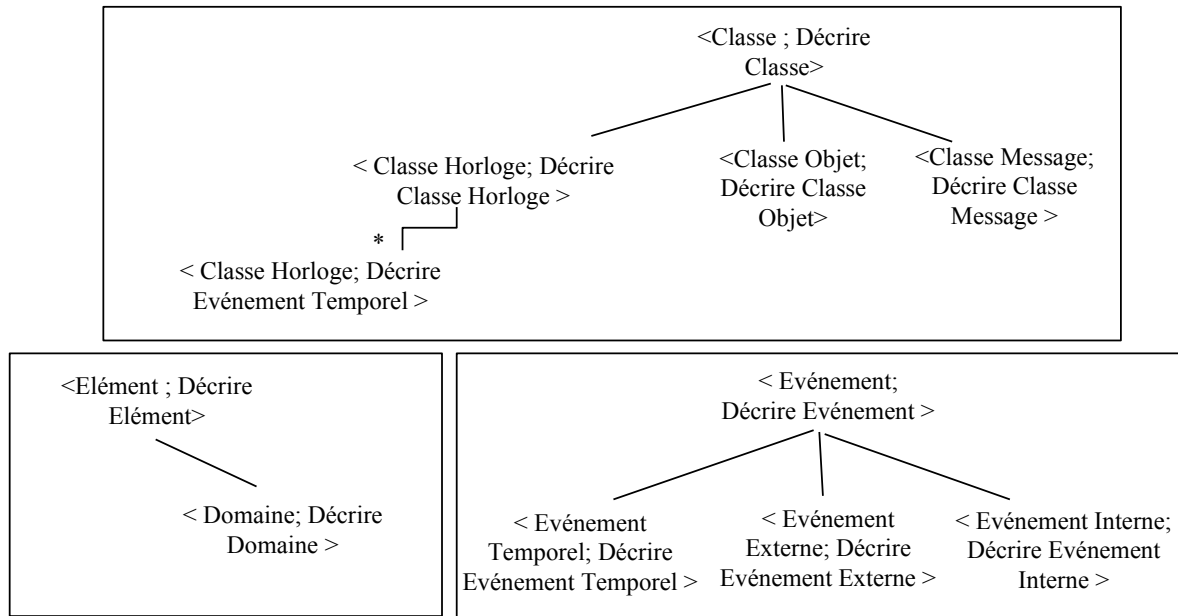 <Classe ; Décrire
Classe>
< Classe Horloge; Décrire
Classe Horloge >
<Classe Objet;
Décrire Classe
Objet>
<Classe Message;
Décrire Classe
Message >
*
< Classe Horloge; Décrire
Evénement Temporel >
<Elément ; Décrire
Elément>
< Domaine; Décrire
Domaine >
< Evénement;
Décrire Evénement >
< Evénement
Temporel; Décrire
Evénement Temporel >
< Evénement
Externe; Décrire
Evénement Externe >
< Evénement Interne;
Décrire Evénement
Interne >